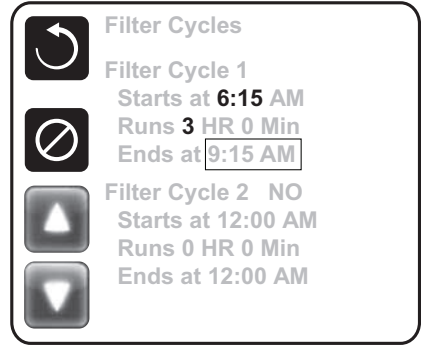 Filter Cycles
Filter Cycle 1
Starts at 6:15 AM
Runs 3 HR 0 Min
Ends at 9:15 AM
Filter Cycle 2 NO
Starts at 12:00 AM
Runs 0 HR 0 Min
Ends at 12:00 AM